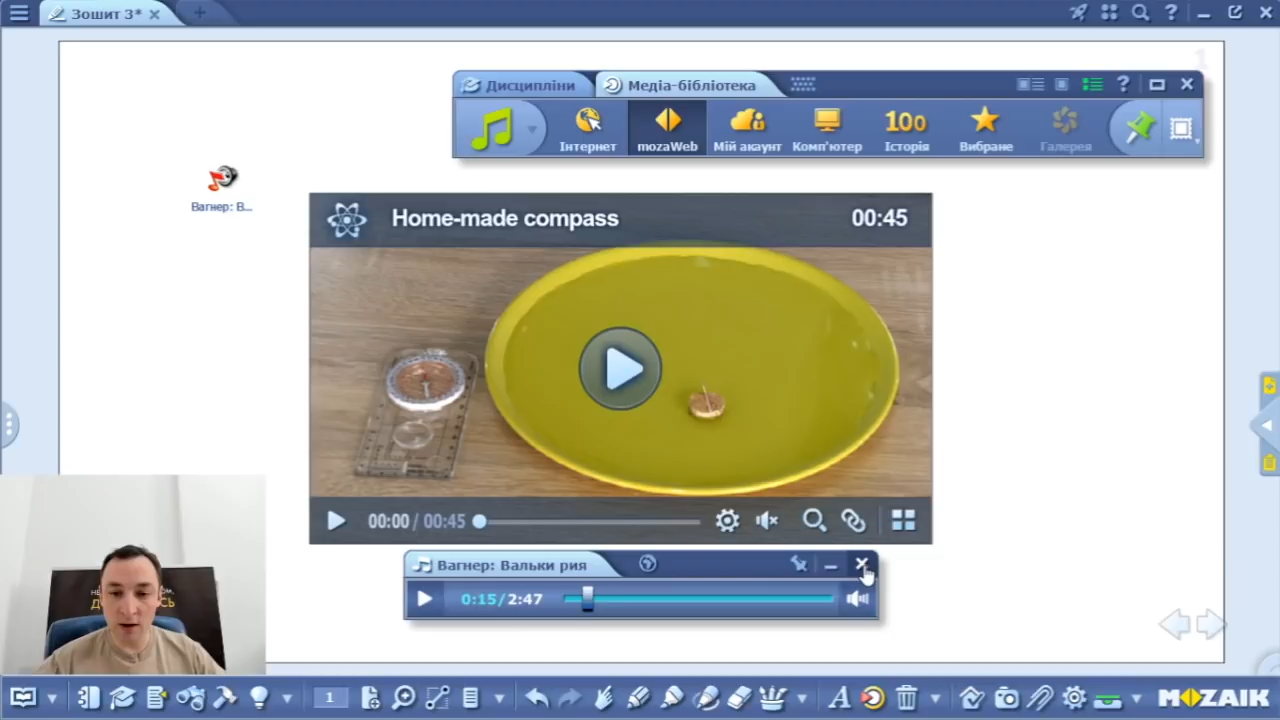 Зошит 3*
1
Дисципліни
Медіа-бібліотека
Інтернет
mozaWeb
Мій акаунт
Комп'ютер
100
Історія
Вибране
Галерея
Вагнер: В...
Home-made compass
00:45
00:00 / 00:45
Вагнер: Вальки рия
0:15/2:47
1
MOZAIK